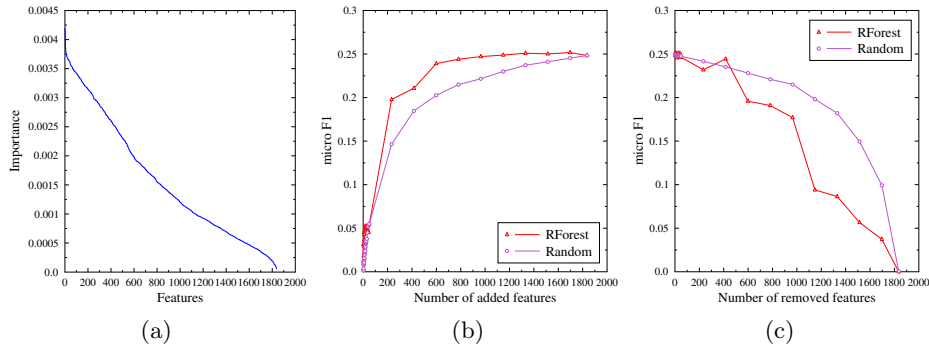 0.0045
0.004
0.0035
0.003
0.0025
0.002
0.0015
0.001
0.0005
0.0
Importance
0 200 400 600 800 1000 1200 1400 1600 1800 2000
Features
(a)
0.3
0.25
0.2
0.15
0.1
0.05
0.0
micro F1
RForest
Random
0 200 400 600 800 1000 1200 1400 1600 1800 2000
Number of added features
(b)
0.3
0.25
0.2
0.15
0.1
0.05
0.0
micro F1
RForest
Random
0 200 400 600 800 1000 1200 1400 1600 1800 2000
Number of removed features
(c)